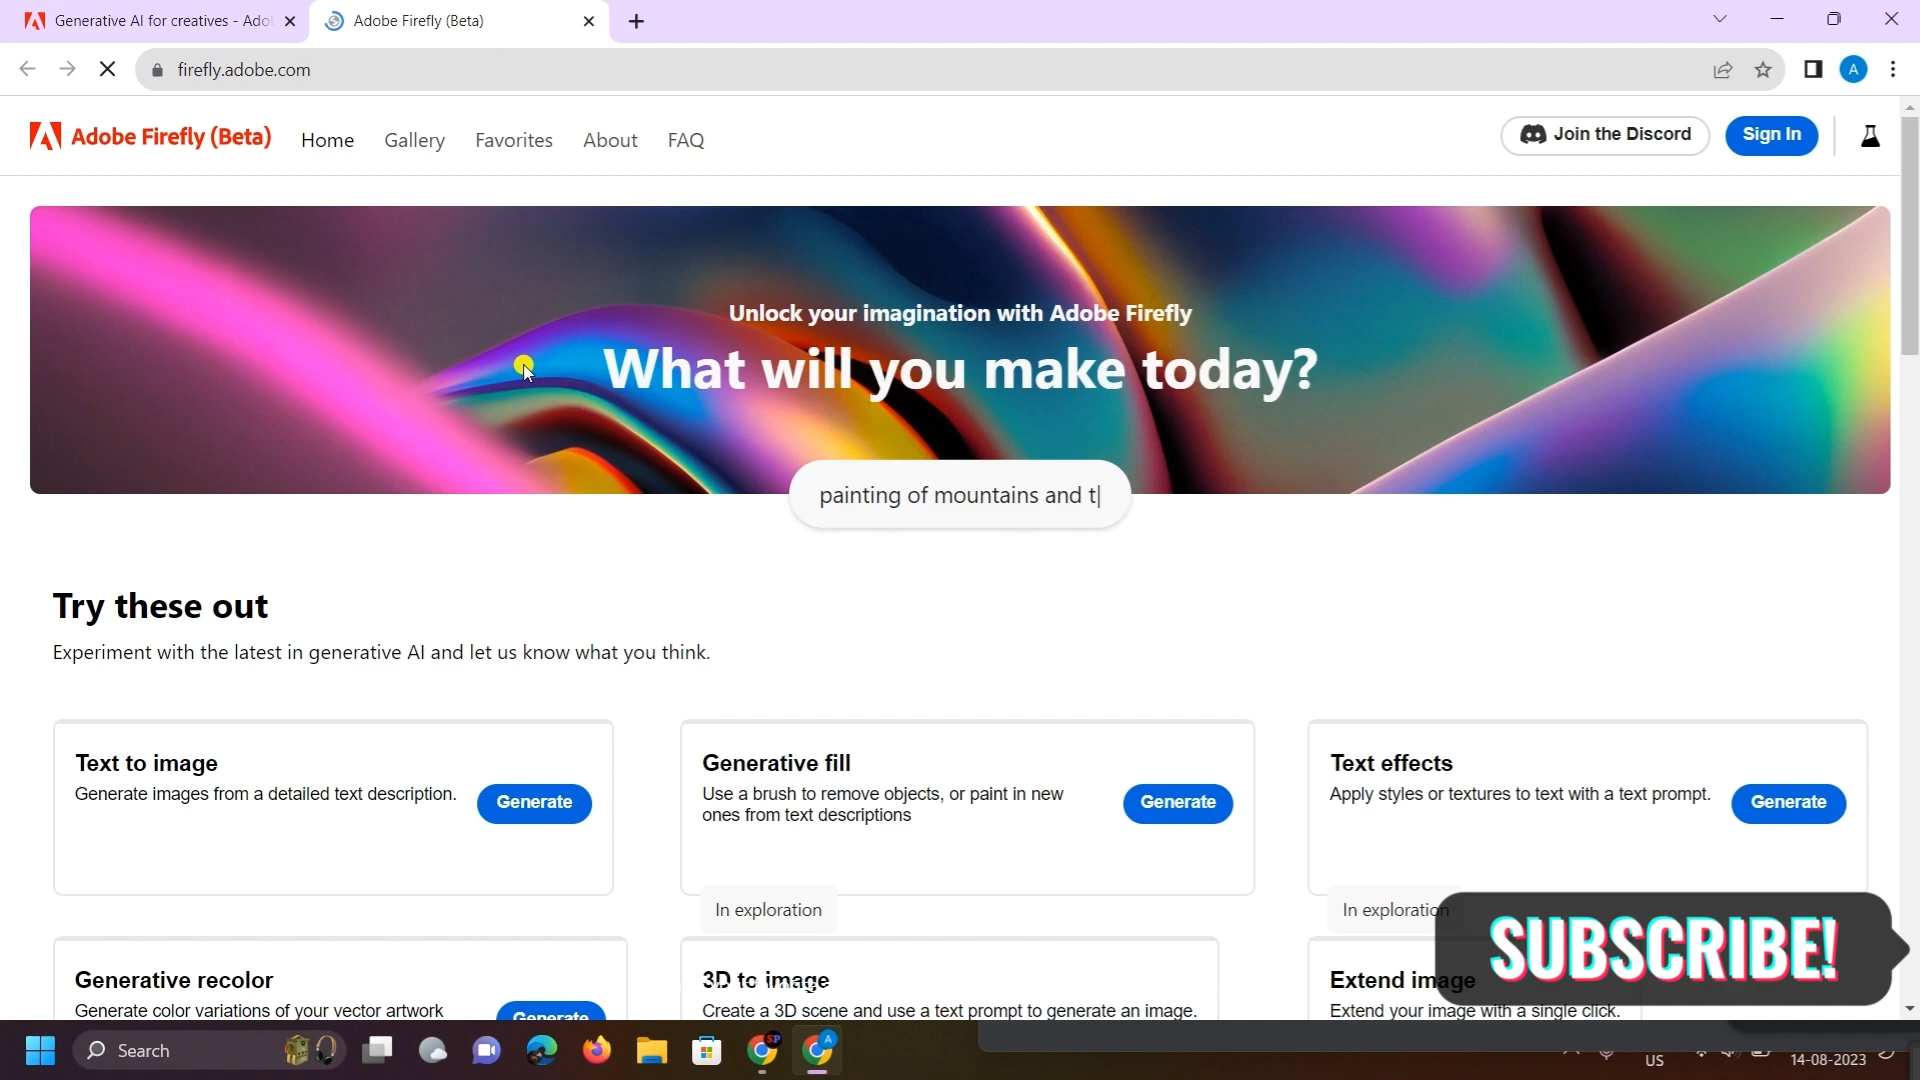 Generative AI for creatives - Ado
Adobe Firefly (Beta)
firefly.adobe.com
A
Adobe Firefly (Beta)
Home
Gallery
Favorites
About
FAQ
Join the Discord
Sign In
Unlock your imagination with Adobe Firefly
What will you make today?
painting of mountains and t
Try these out
Experiment with the latest in generative AI and let us know what you think.
Text to image
Generate images from a detailed text description.
Generate
Generative fill
Use a brush to remove objects, or paint in new
ones from text descriptions
Generate
Text effects
Apply styles or textures to text with a text prompt.
Generate
In exploration
In exploration
Generative recolor
Generate color variations of your vector artwork
Generate
3D to image
Create a 3D scene and use a text prompt to generate an image.
Extend image
Extend your image with a single click.
SUBSCRIBE!
Search
SP
A
US
14-08-2023